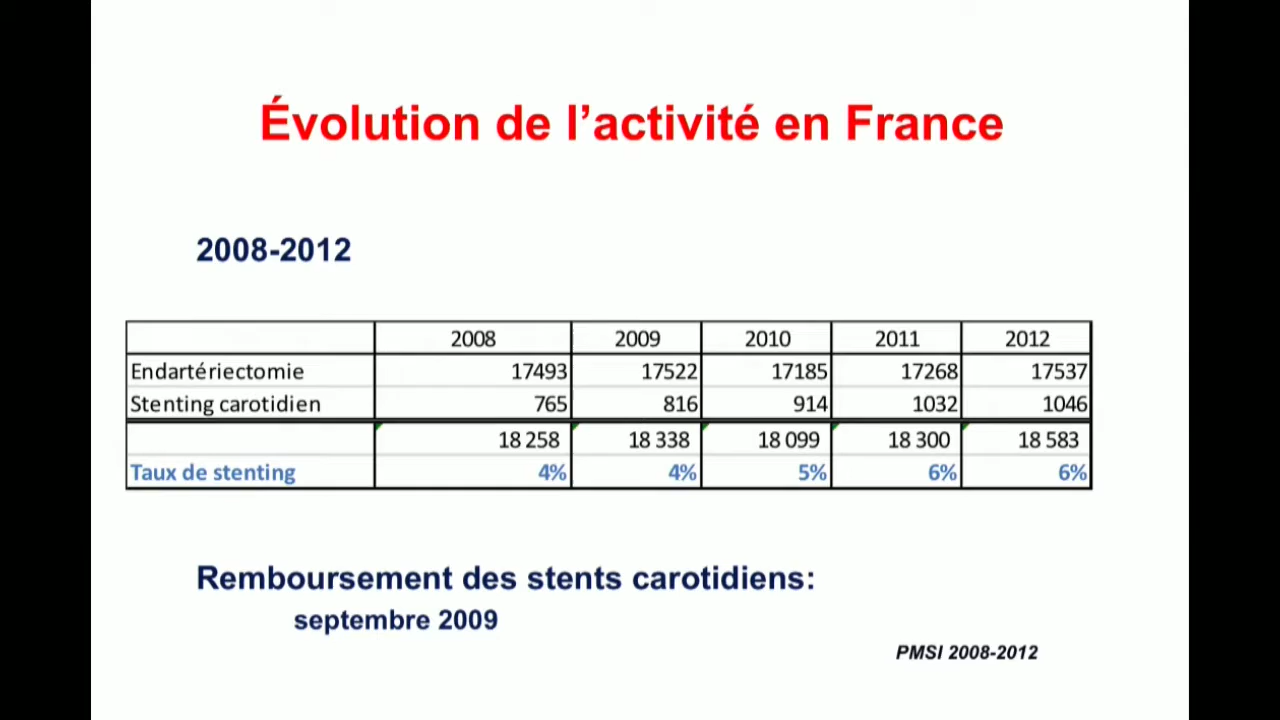 Évolution de l’activité en France
2008-2012
2008 2009 2010 2011 2012
Endartériectomie 17493 17522 17185 17268 17537
Stenting carotidien 765 816 914 1032 1046
18 258 18 338 18 099 18 300 18 583
Taux de stenting 4% 4% 5% 6% 6%
Remboursement des stents carotidiens:
septembre 2009
PMSI 2008-2012